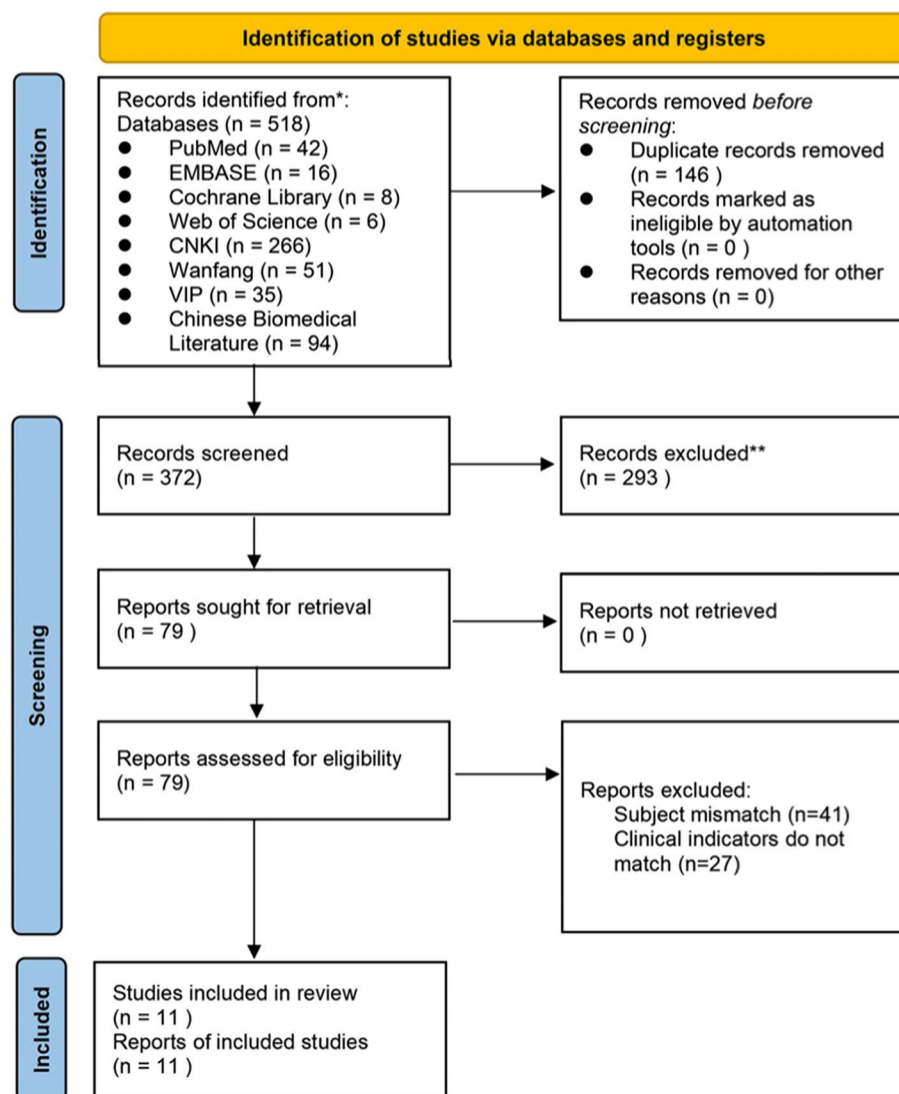 Identification of studies via databases and registers
Identification
Records identified from*:
Databases (n = 518)
● PubMed (n = 42)
● EMBASE (n = 16)
● Cochrane Library (n = 8)
● Web of Science (n = 6)
● CNKI (n = 266)
● Wanfang (n = 51)
● VIP (n = 35)
● Chinese Biomedical
Literature (n = 94)
Records removed before
screening:
● Duplicate records removed
(n = 146 )
● Records marked as
ineligible by automation
tools (n = 0 )
● Records removed for other
reasons (n = 0)
Screening
Records screened
(n = 372)
Records excluded**
(n = 293 )
Reports sought for retrieval
(n = 79 )
Reports not retrieved
(n = 0 )
Reports assessed for eligibility
(n = 79)
Reports excluded:
Subject mismatch (n=41)
Clinical indicators do not
match (n=27)
Included
Studies included in review
(n = 11 )
Reports of included studies
(n = 11 )